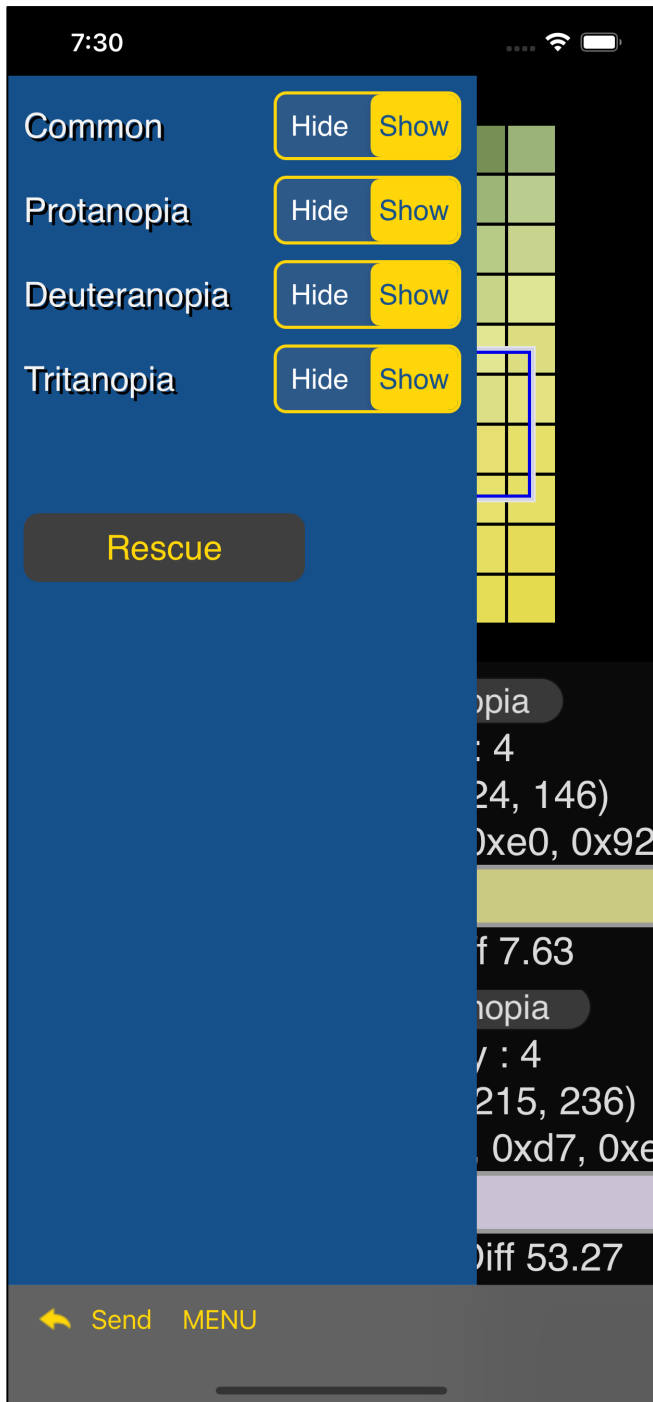 7:30
Common Hide Show
Protanopia Hide Show
Deuteranopia Hide Show
Tritanopia Hide Show
Rescue
opia
: 4
24, 146)
0xe0, 0x92
f 7.63
nopia
y : 4
215, 236)
, 0xd7, 0xe
Diff 53.27
Send MENU